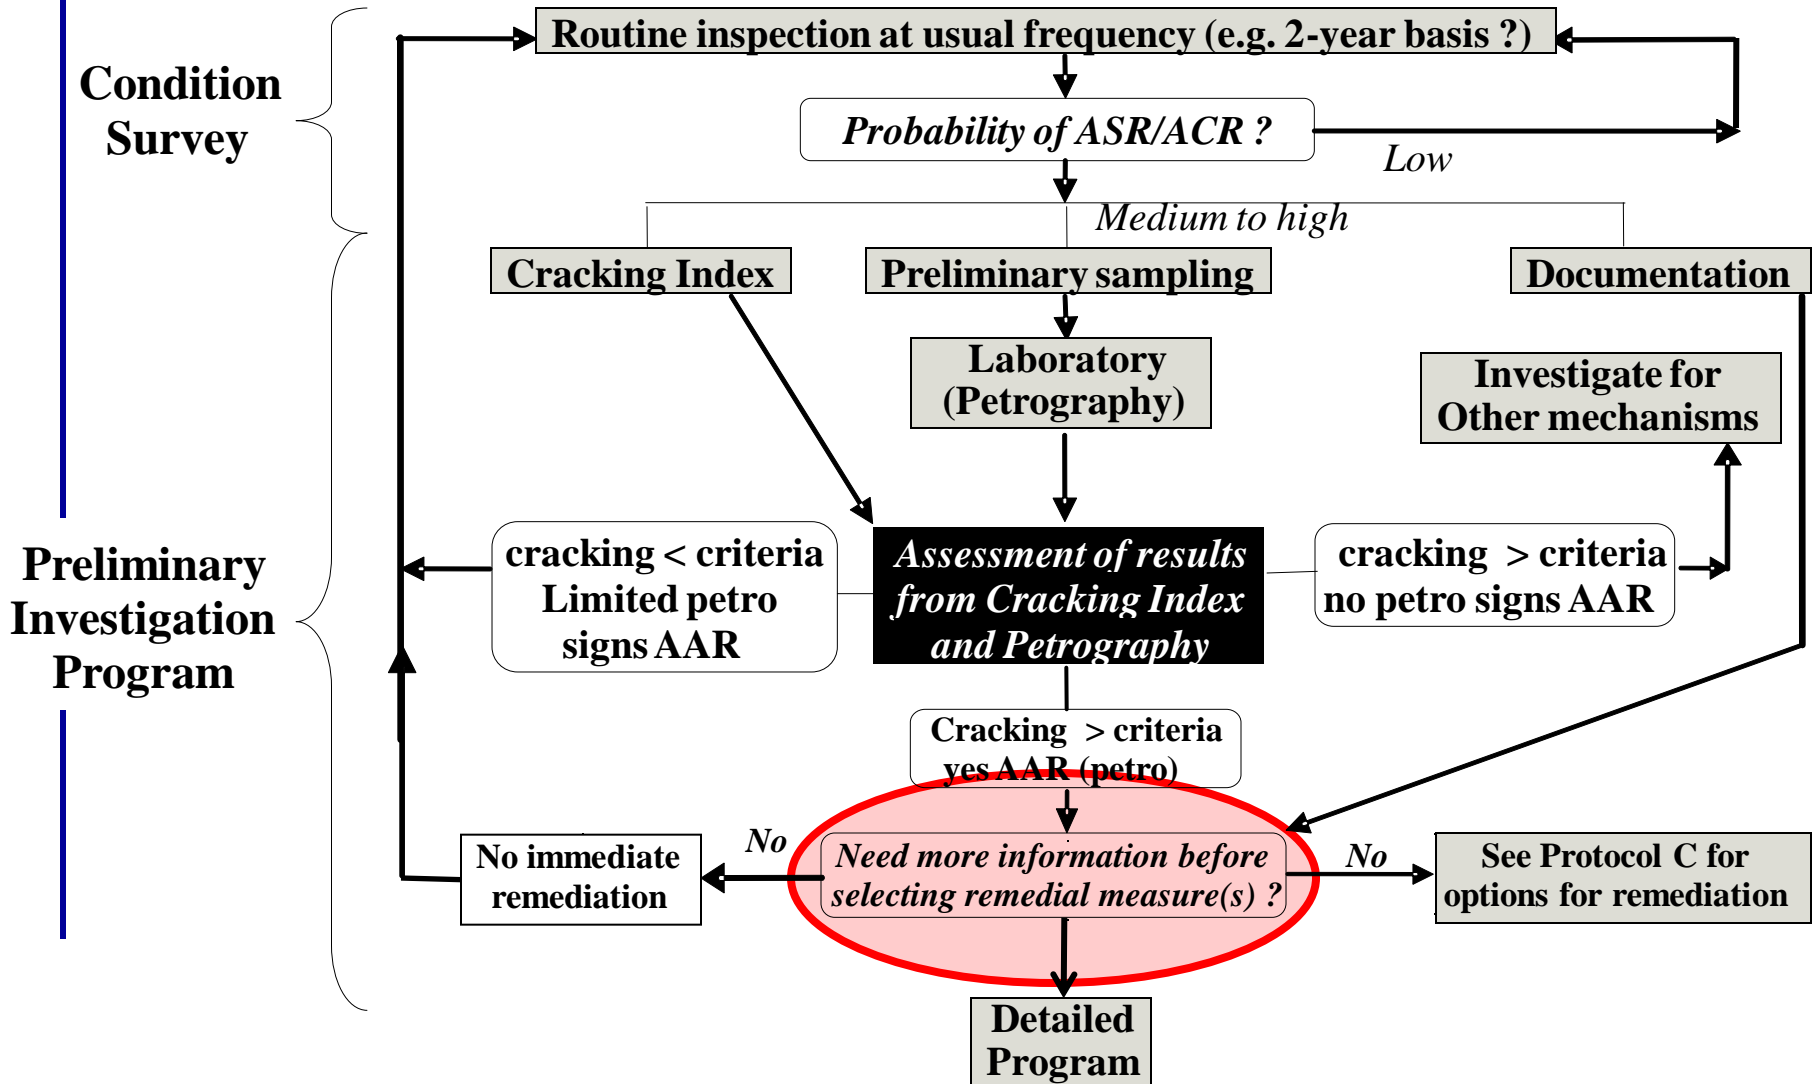 Routine inspection at usual frequency (e.g. 2-year basis ?)
Condition
Survey
Probability of ASR/ACR ?
Low
Medium to high
Cracking Index
Preliminary sampling
Documentation
Laboratory
(Petrography)
Investigate for
Other mechanisms
Preliminary
Investigation
Program
cracking < criteria
Limited petro
signs AAR
Assessment of results
from Cracking Index
and Petrography
cracking > criteria
no petro signs AAR
Cracking > criteria
yes AAR (petro)
No immediate
remediation
No
Need more information before
selecting remedial measure(s) ?
No
See Protocol C for
options for remediation
Detailed
Program